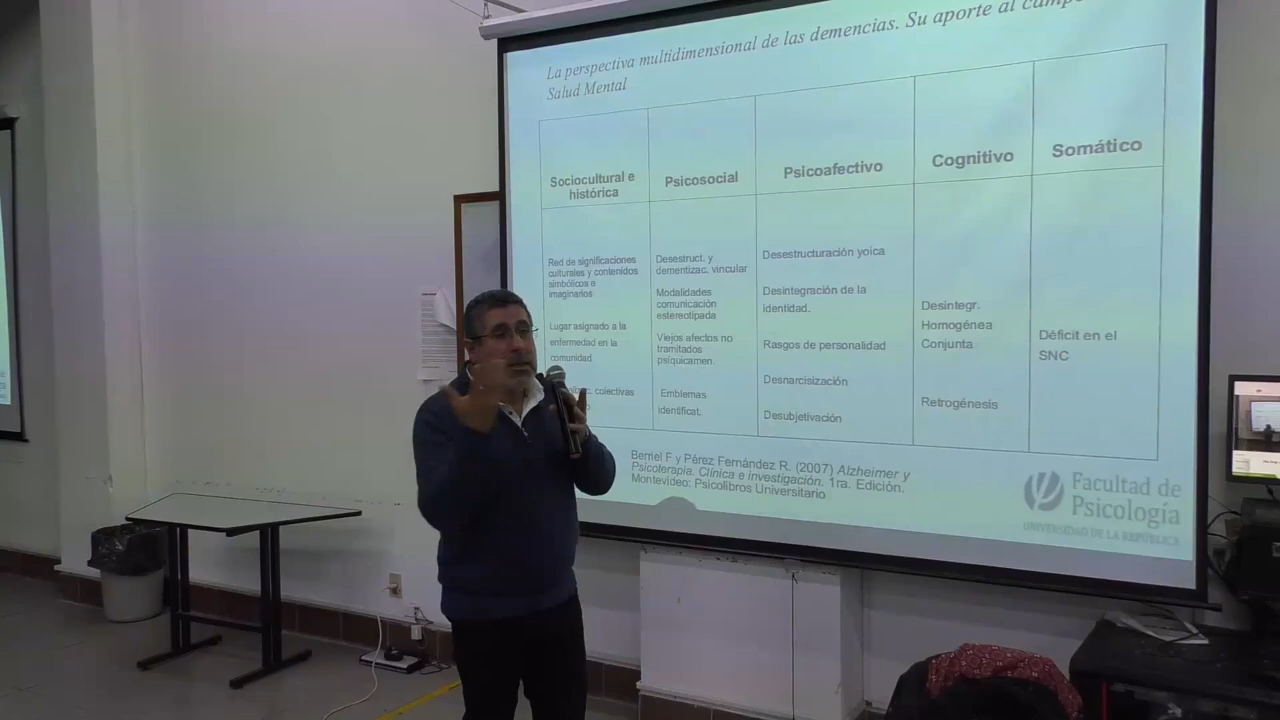 La perspectiva multidimensional de las demencias. Su aporte al campo
Salud Mental
Sociocultural e
histórica
Red de significaciones
culturales y contenidos
simbólicos e
imaginarios
Lugar asignado a la
enfermedad en la
comunidad
colectivas
Psicosocial
Desestruct. y
dementizac. vincular
Modalidades
comunicación
estereotipada
Viejos afectos no
tramitados
psiquicamen.
Emblemas
identificat.
Psicoafectivo
Desestructuración yoica
Desintegración de la
identidad.
Rasgos de personalidad
Desnarcisización
Desubjetivación
Cognitivo
Desintegr.
Homogénea
Conjunta
Retrogénesis
Somático
Déficit en el
SNC
Berriel F y Pérez Fernández R. (2007) Alzheimer y
Psicoterapia. Clínica e investigación. 1ra. Edición.
Montevideo: Psicolibros Universitario
Facultad de
Psicología
UNIVERSIDAD DE LA REPÚBLICA